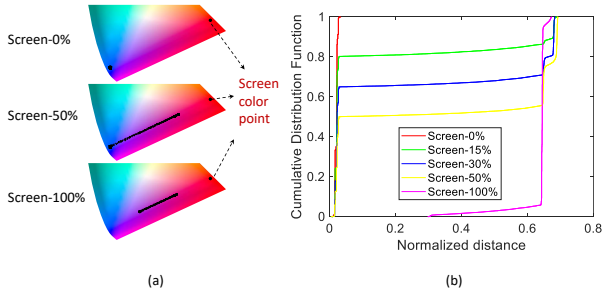 Screen-0%
Screen-50%
Screen-100%
Screen
color
point
(a)
Cumulative Distribution Function
1
0.8
0.6
0.4
0.2
0
Screen-0%
Screen-15%
Screen-30%
Screen-50%
Screen-100%
0
0.2
0.4
0.6
0.8
Normalized distance
(b)